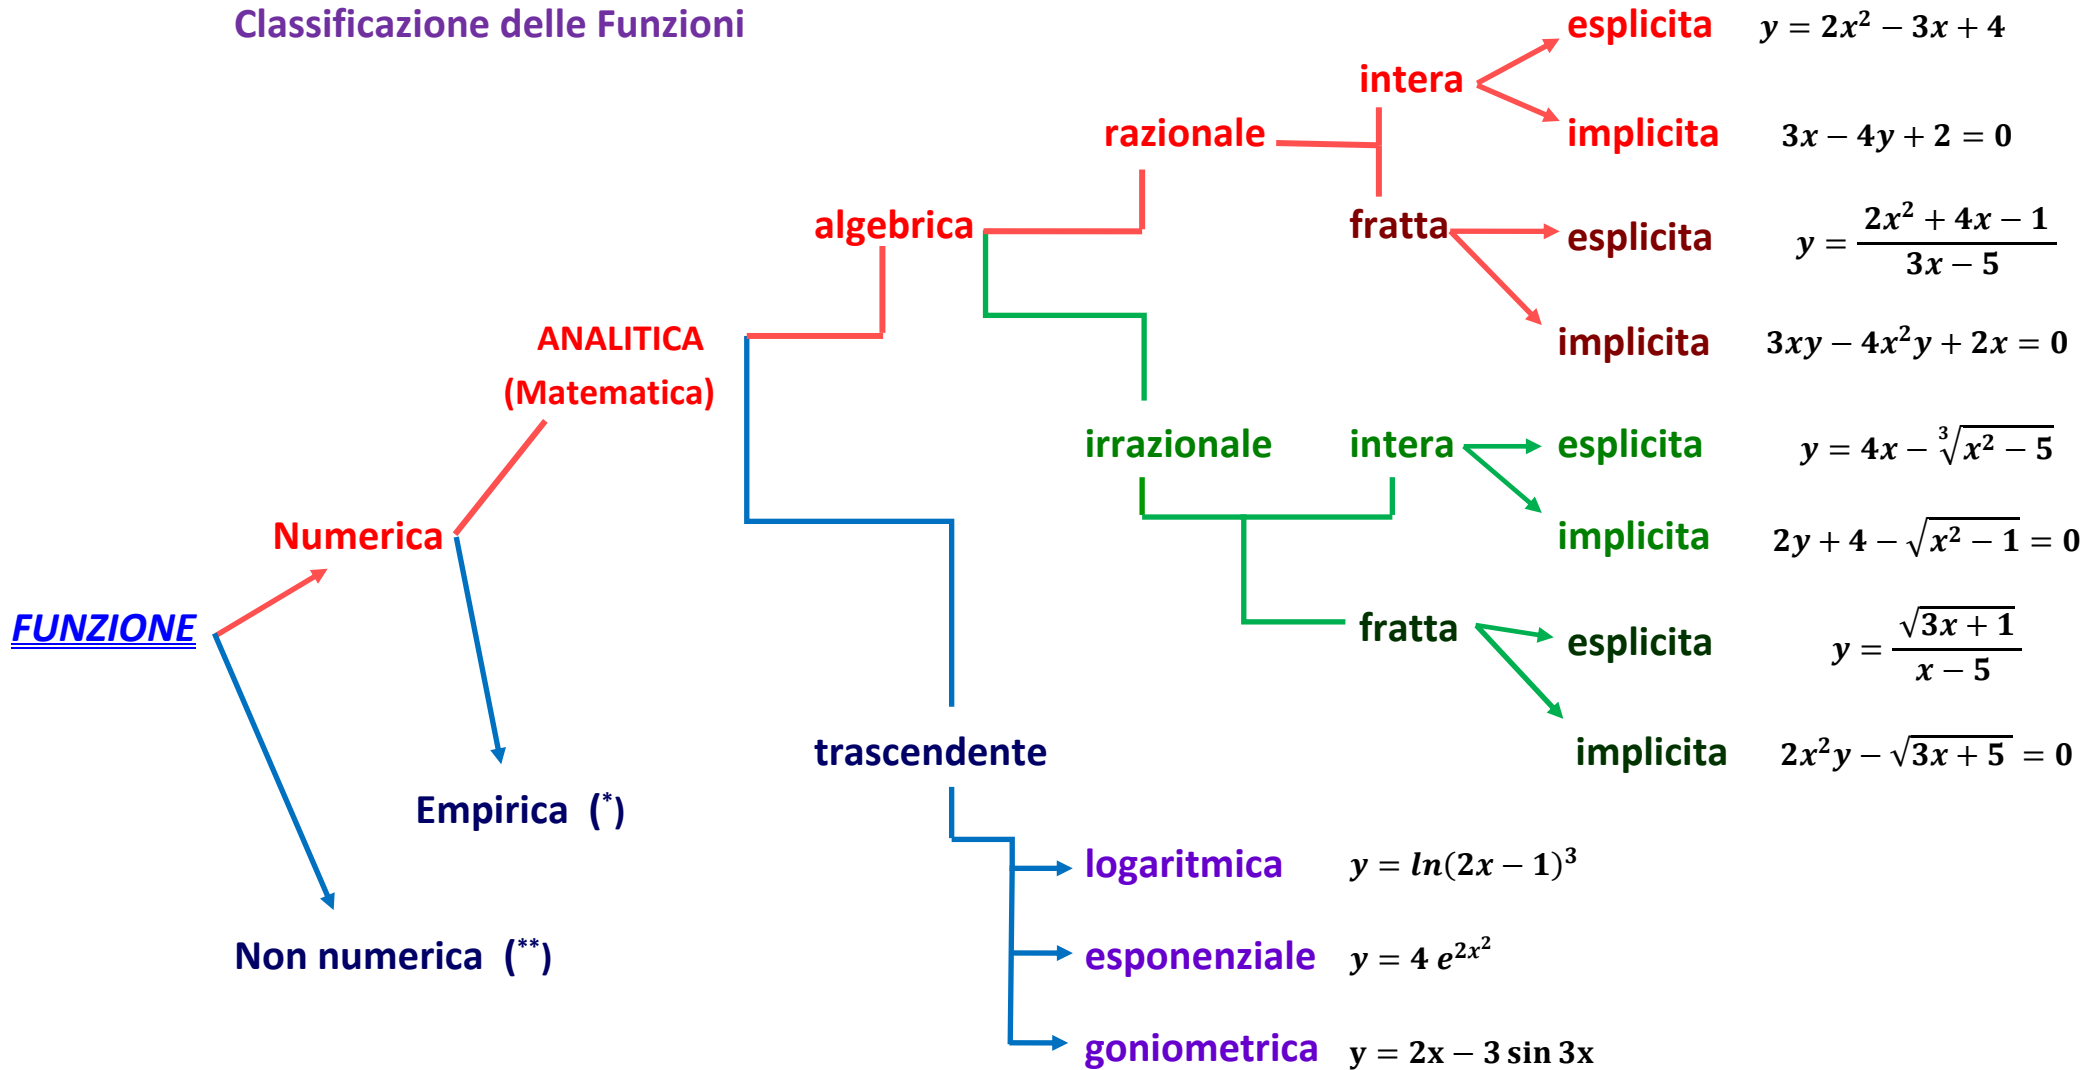 Classificazione delle Funzioni
esplicita y = 2x² − 3x + 4
intera
razionale
implicita 3x − 4y + 2 = 0
algebrica
fratta
esplicita y = (2x² + 4x − 1)/(3x − 5)
ANALITICA
(Matematica)
implicita 3xy − 4x²y + 2x = 0
irrazionale
intera
esplicita y = 4x − ∛(x² − 5)
Numerica
implicita 2y + 4 − √(x² − 1) = 0
FUNZIONE
fratta
esplicita y = √(3x + 1)/(x − 5)
trascendente
implicita 2x²y − √(3x + 5) = 0
Empirica (*)
logaritmica y = ln(2x − 1)³
Non numerica (**)
esponenziale y = 4 e^(2x²)
goniometrica y = 2x − 3 sin 3x